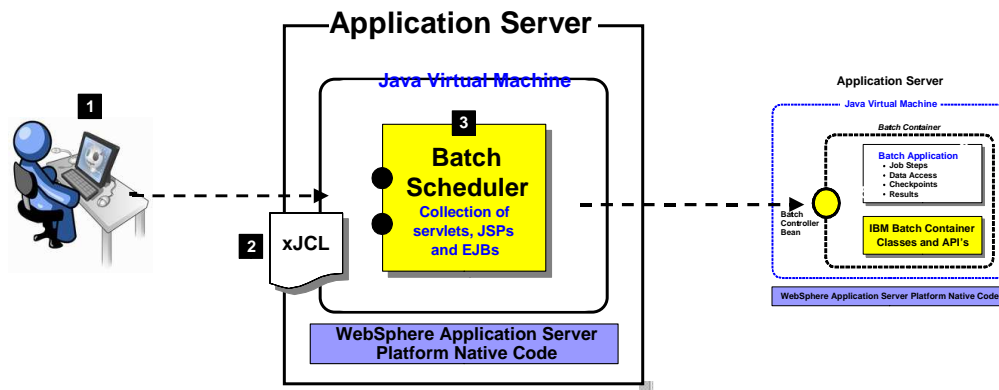 Application Server
Java Virtual Machine
1
3
Batch
Scheduler
Collection of
servlets, JSPs
and EJBs
2
xJCL
WebSphere Application Server
Platform Native Code
Application Server
Java Virtual Machine
Batch Container
Batch Application
• Job Steps
• Data Access
• Checkpoints
• Results
Batch
Controller
Bean
IBM Batch Container
Classes and API's
WebSphere Application Server Platform Native Code